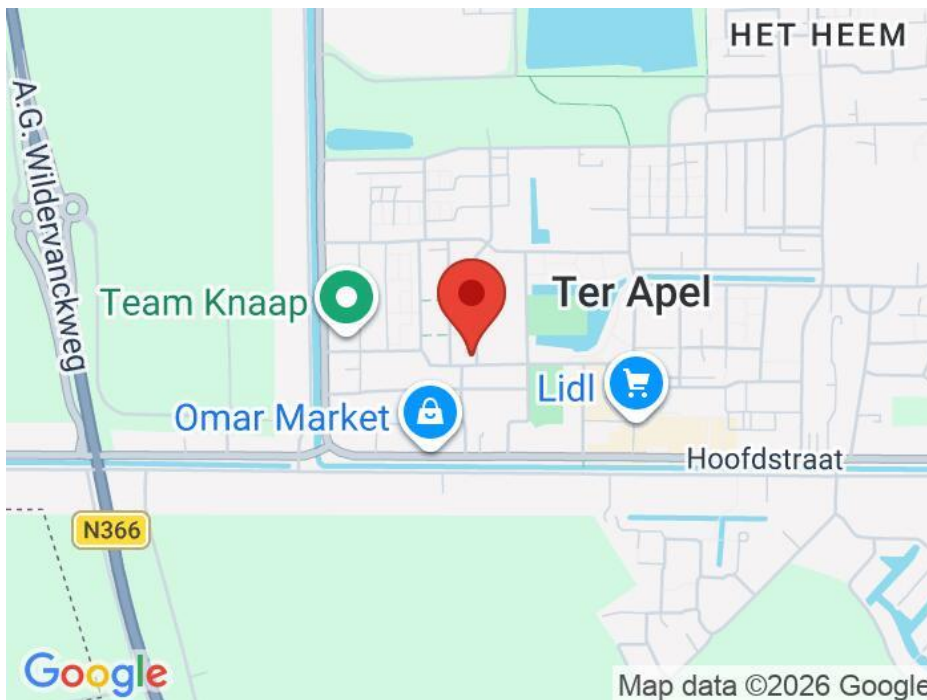 HET HEEM
A.G. Wildervanckweg
Team Knaap
Ter Apel
Lidl
Omar Market
Hoofdstraat
N366
Google
Map data ©2026 Google